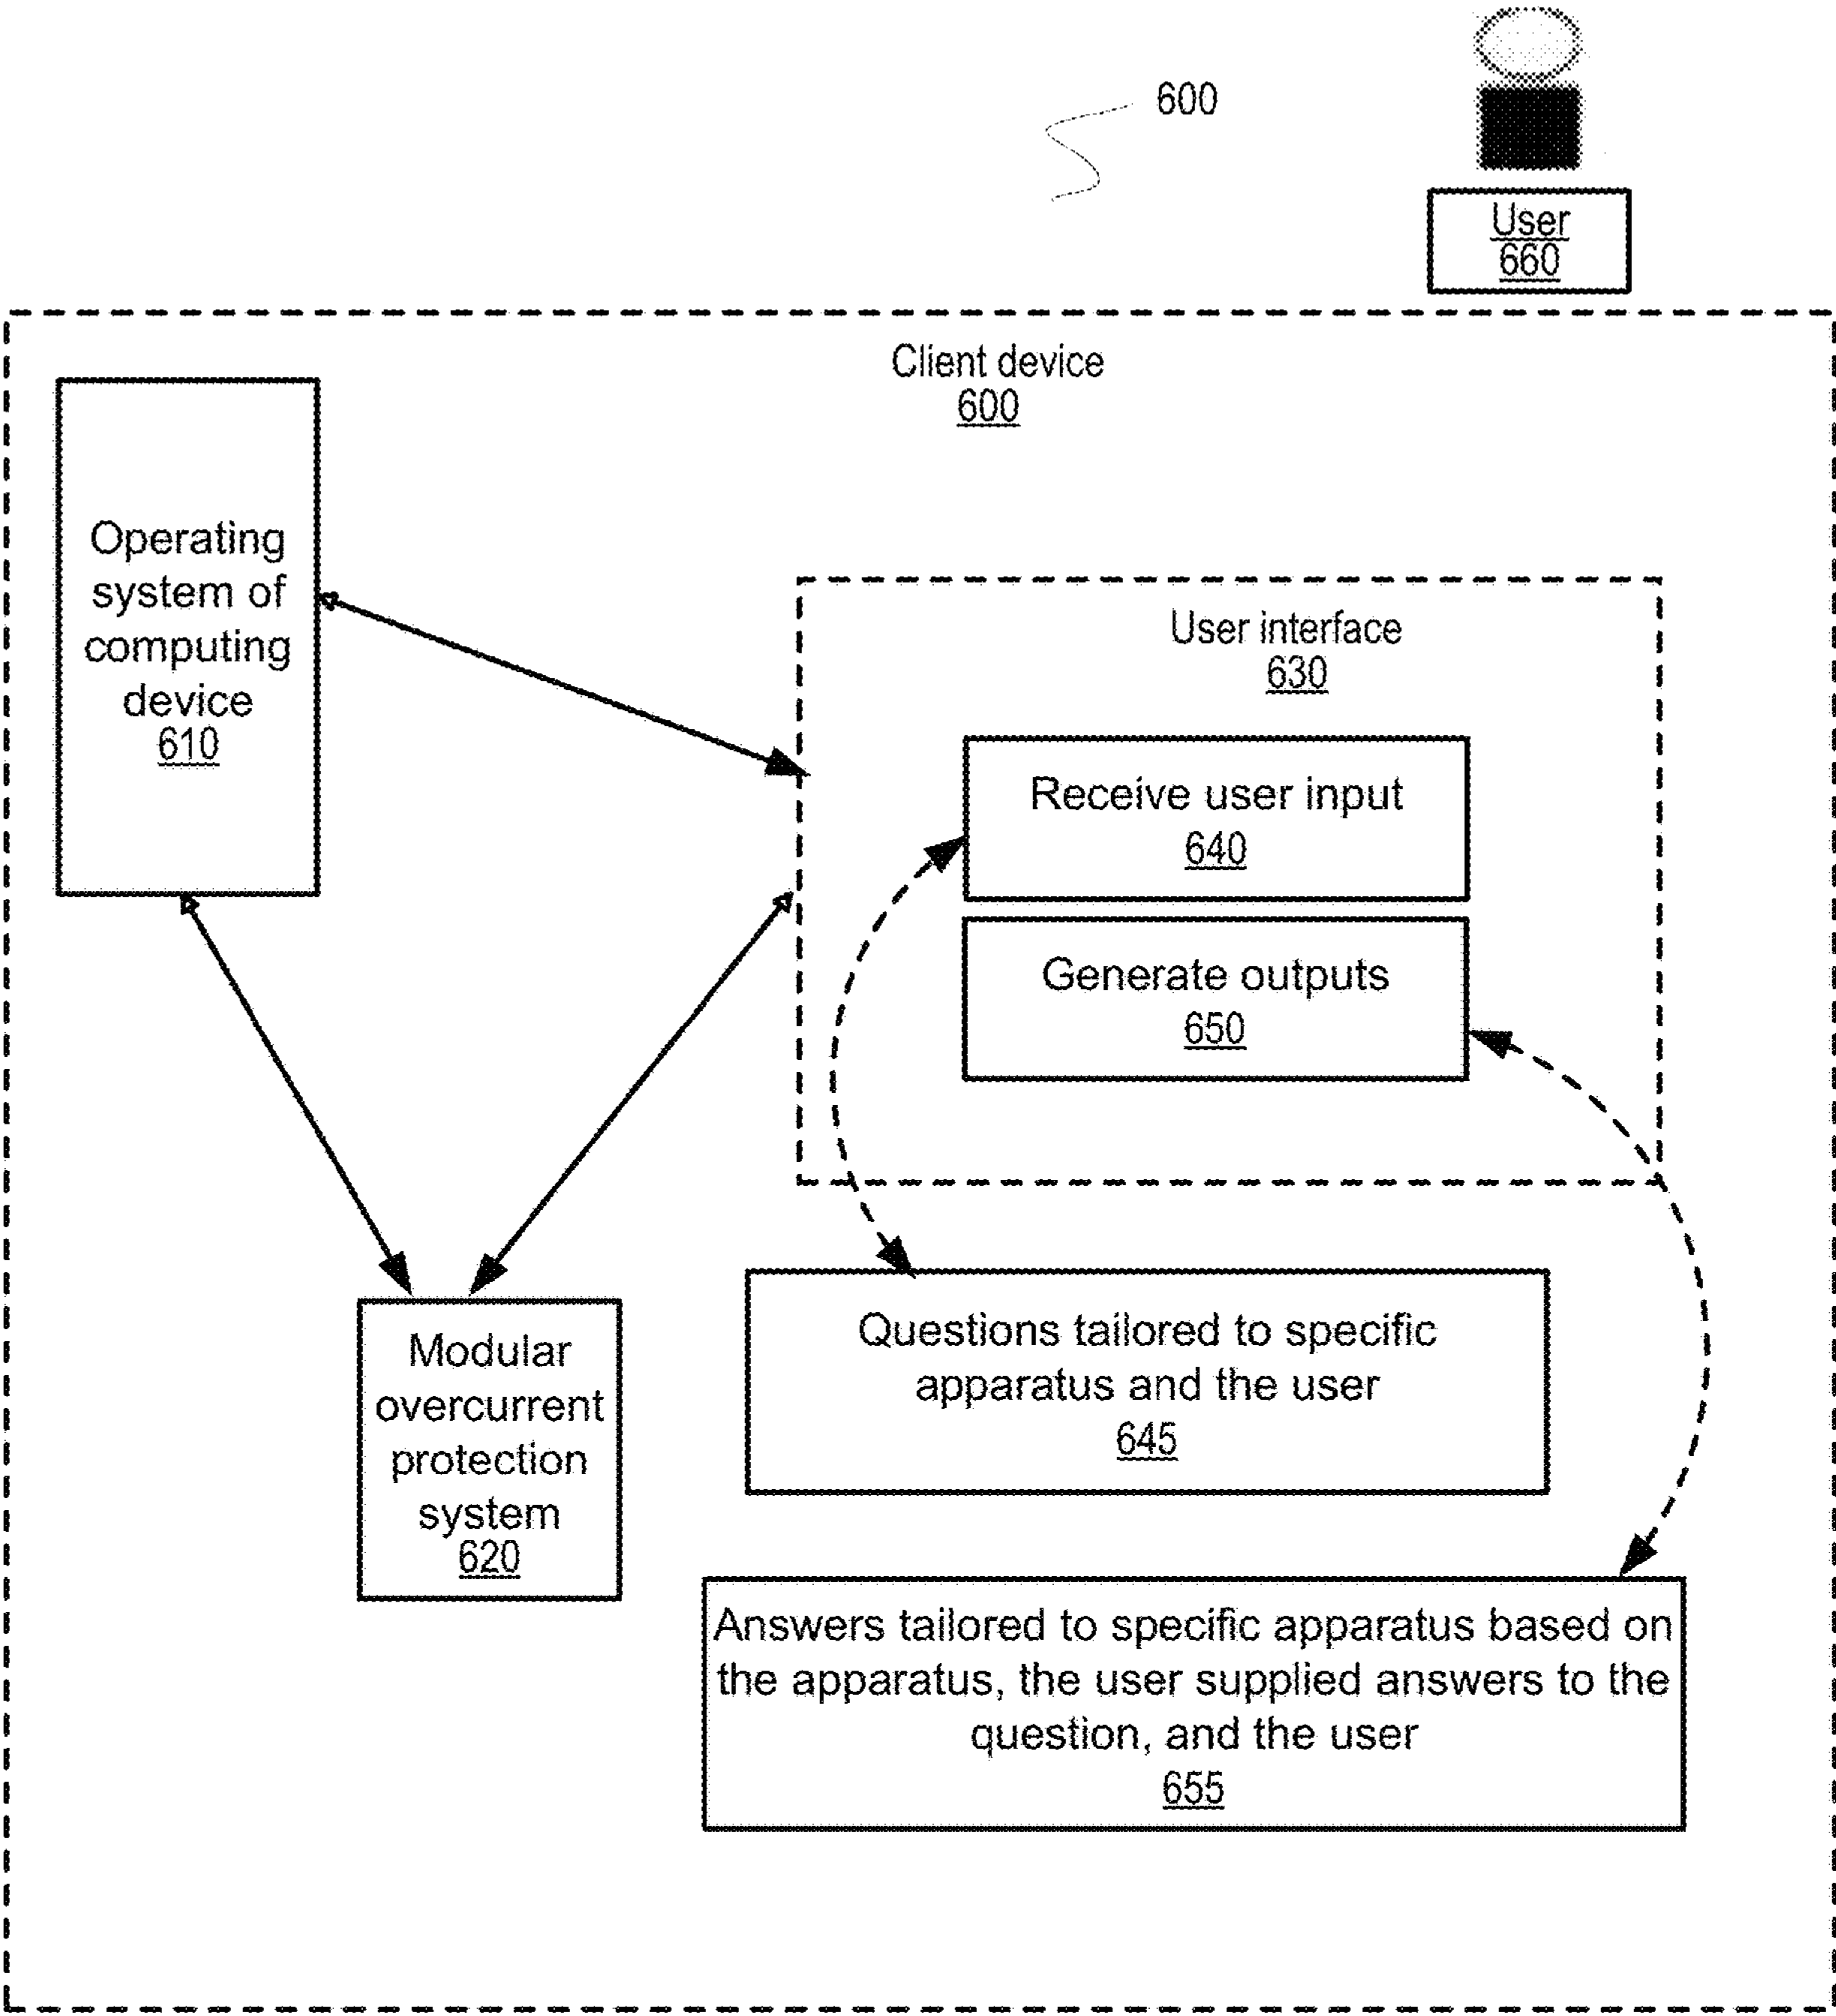 600
User
660
Client device
600
Operating
system of
computing
device
610
User interface
630
Receive user input
640
Generate outputs
650
Questions tailored to specific
apparatus and the user
645
Modular
overcurrent
protection
system
620
Answers tailored to specific apparatus based on
the apparatus, the user supplied answers to the
question, and the user
655